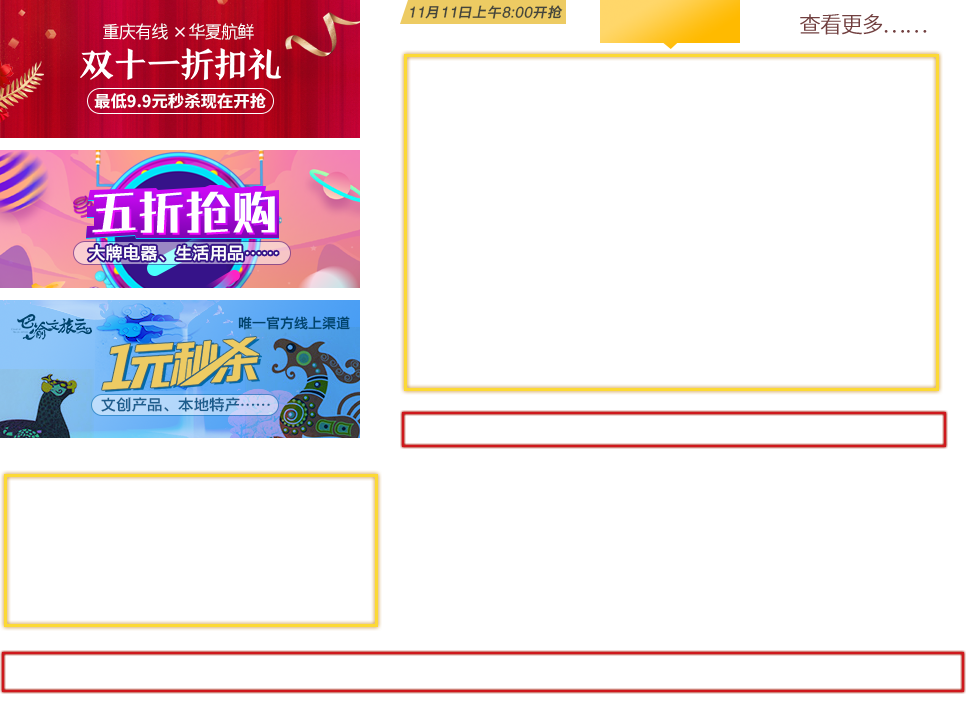 重庆有线×华夏航鲜
双十一折扣礼
最低9.9元秒杀现在开抢
五折抢购
大牌电器、生活用品……
巴渝文旅云
唯一官方线上渠道
1元秒杀
文创产品、本地特产……
11月11日上午8:00开抢
查看更多……